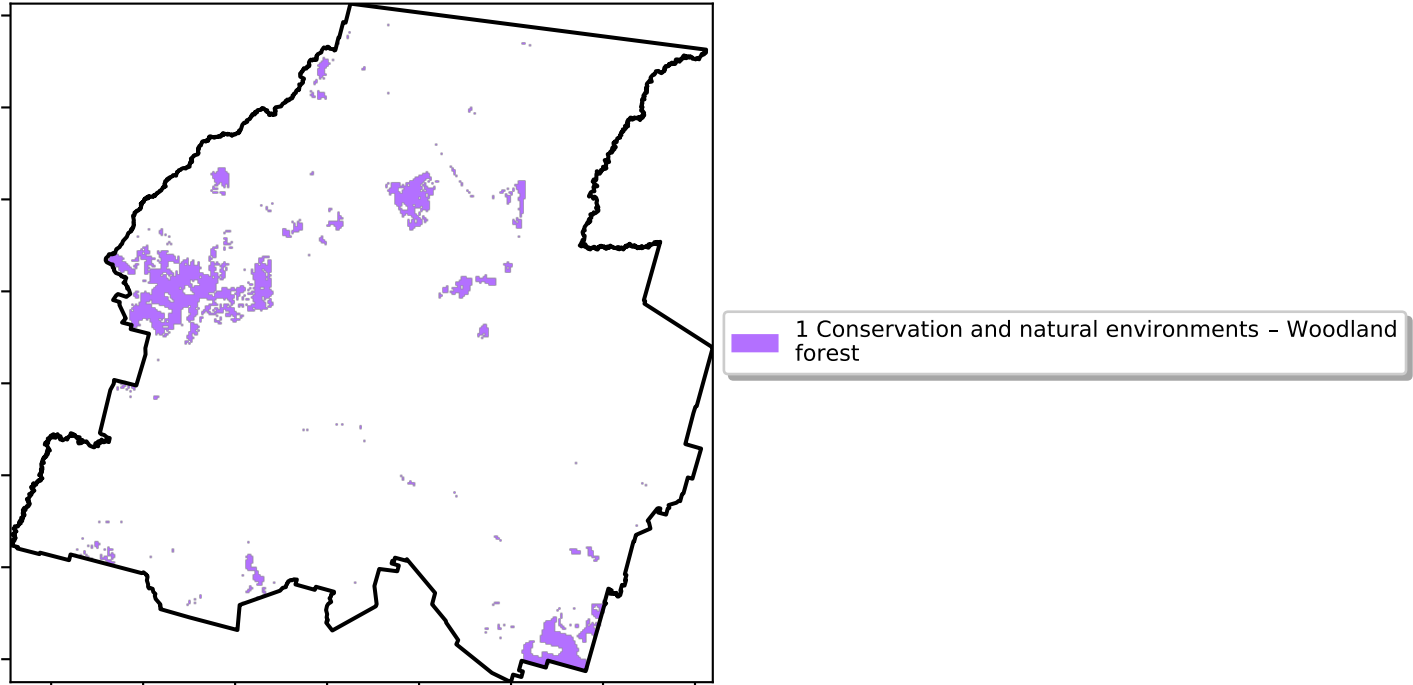 1 Conservation and natural environments – Woodland
forest